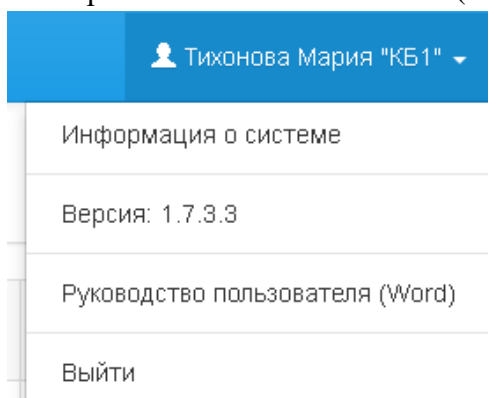 Тихонова Мария "КБ1"
Информация о системе
Версия: 1.7.3.3
Руководство пользователя (Word)
Выйти